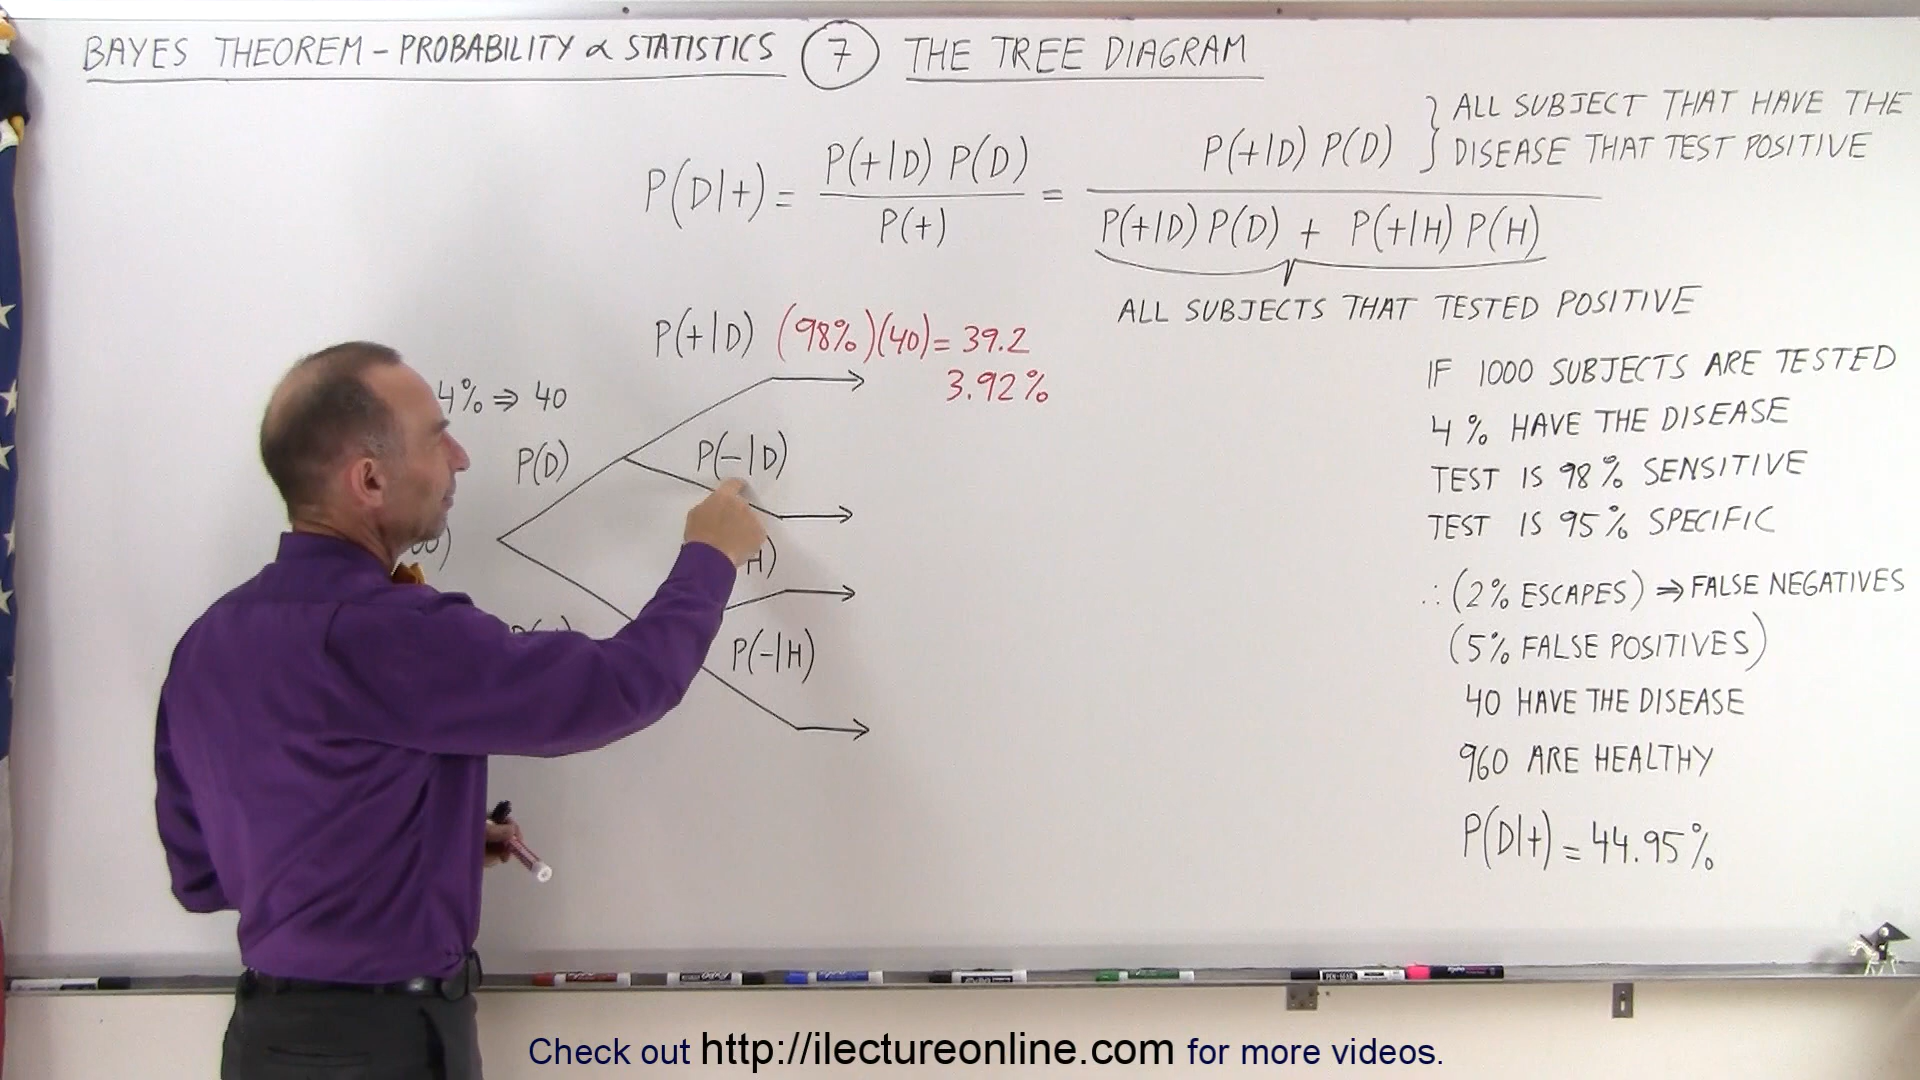 BAYES THEOREM - PROBABILITY & STATISTICS 7 THE TREE DIAGRAM
P(D|+) = P(+|D) P(D) / P(+) = P(+|D) P(D) / P(+|D) P(D) + P(+|H) P(H)
} ALL SUBJECT THAT HAVE THE
DISEASE THAT TEST POSITIVE
ALL SUBJECTS THAT TESTED POSITIVE
P(+|D) (98%)(40) = 39.2
3.92%
4% ⇒ 40
P(D)
P(-|D)
H)
P(-|H)
IF 1000 SUBJECTS ARE TESTED
4% HAVE THE DISEASE
TEST IS 98% SENSITIVE
TEST IS 95% SPECIFIC
∴ (2% ESCAPES) ⇒ FALSE NEGATIVES
(5% FALSE POSITIVES)
40 HAVE THE DISEASE
960 ARE HEALTHY
P(D|+) = 44.95%
Check out http://ilectureonline.com for more videos.